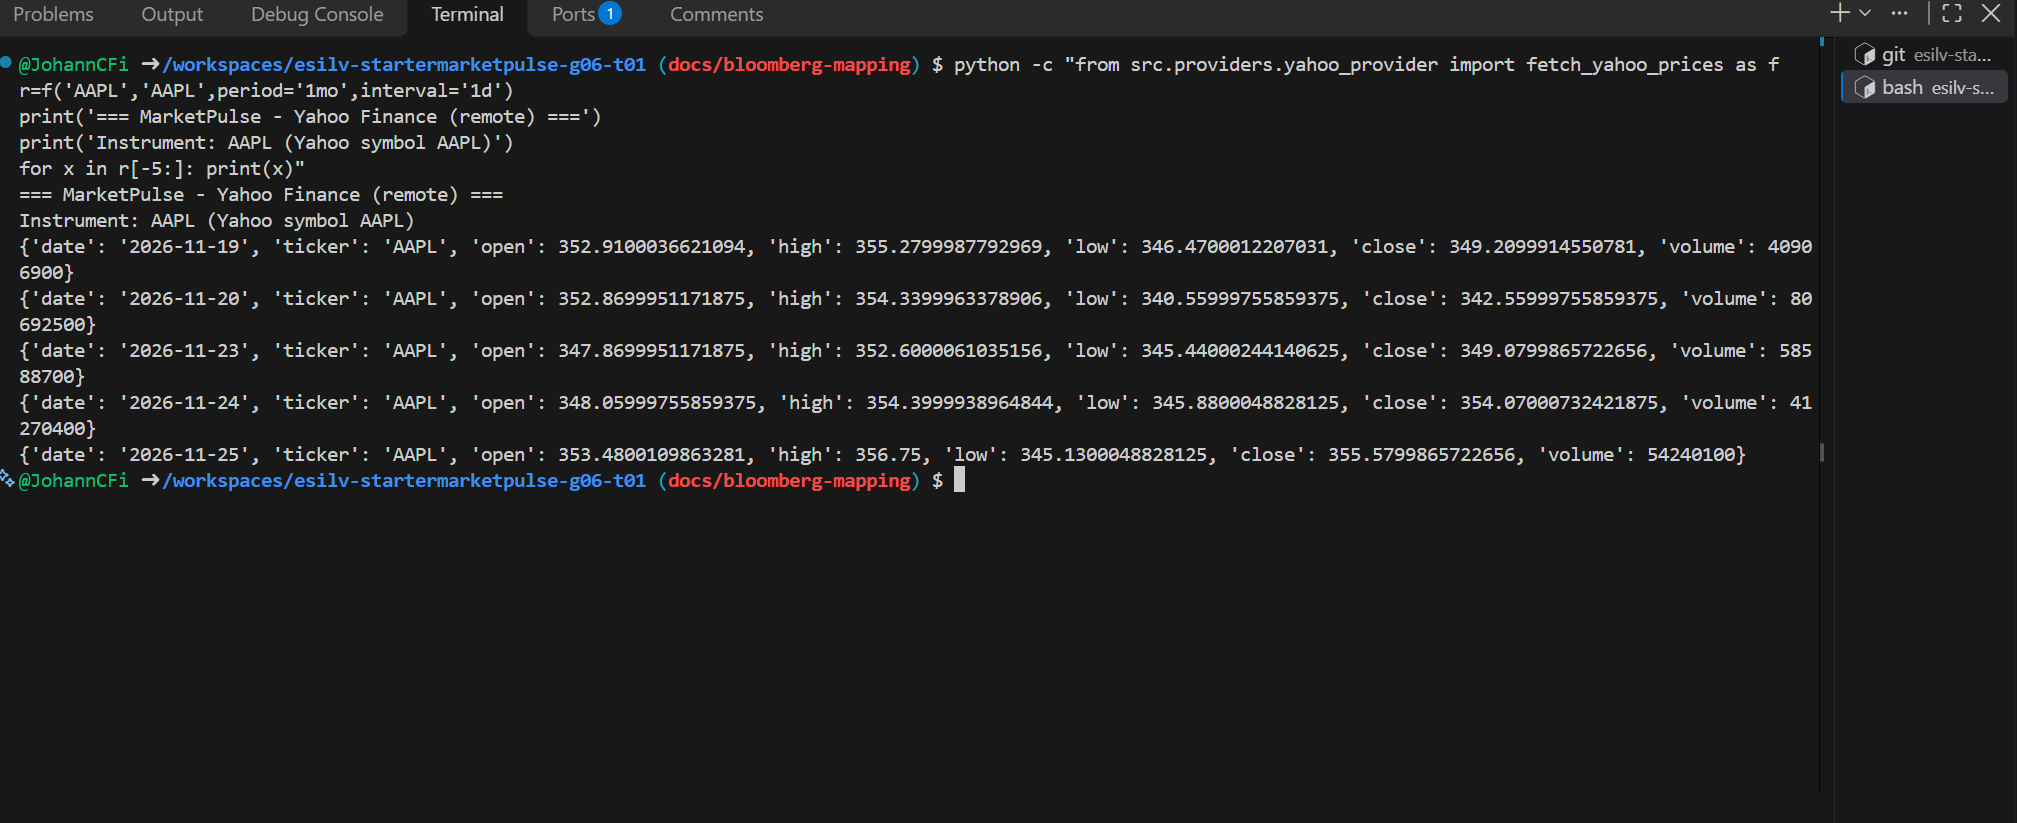 Problems Output Debug Console Terminal Ports 1 Comments
git esilv-sta...
bash esilv-s...
@JohannCFi ➜/workspaces/esilv-startermarketpulse-g06-t01 (docs/bloomberg-mapping) $ python -c "from src.providers.yahoo_provider import fetch_yahoo_prices as f
r=f('AAPL','AAPL',period='1mo',interval='1d')
print('=== MarketPulse - Yahoo Finance (remote) ===')
print('Instrument: AAPL (Yahoo symbol AAPL)')
for x in r[-5:]: print(x)"
=== MarketPulse - Yahoo Finance (remote) ===
Instrument: AAPL (Yahoo symbol AAPL)
{'date': '2026-11-19', 'ticker': 'AAPL', 'open': 352.9100036621094, 'high': 355.2799987792969, 'low': 346.4700012207031, 'close': 349.2099914550781, 'volume': 4090
6900}
{'date': '2026-11-20', 'ticker': 'AAPL', 'open': 352.8699951171875, 'high': 354.3399963378906, 'low': 340.55999755859375, 'close': 342.55999755859375, 'volume': 80
692500}
{'date': '2026-11-23', 'ticker': 'AAPL', 'open': 347.8699951171875, 'high': 352.6000061035156, 'low': 345.44000244140625, 'close': 349.0799865722656, 'volume': 585
88700}
{'date': '2026-11-24', 'ticker': 'AAPL', 'open': 348.05999755859375, 'high': 354.3999938964844, 'low': 345.8800048828125, 'close': 354.07000732421875, 'volume': 41
270400}
{'date': '2026-11-25', 'ticker': 'AAPL', 'open': 353.4800109863281, 'high': 356.75, 'low': 345.1300048828125, 'close': 355.5799865722656, 'volume': 54240100}
@JohannCFi ➜/workspaces/esilv-startermarketpulse-g06-t01 (docs/bloomberg-mapping) $